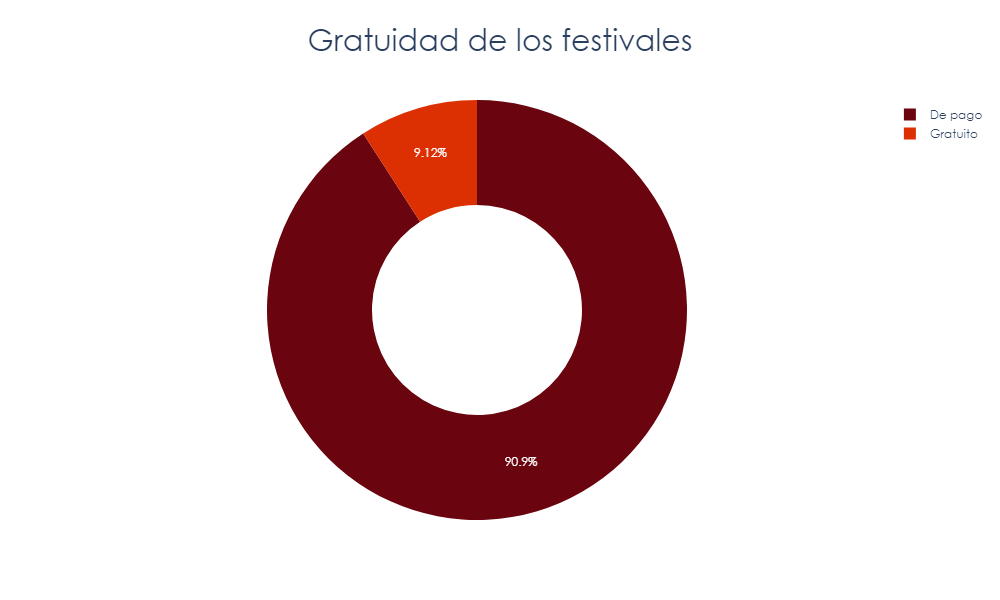 Gratuidad de los festivales
De pago
Gratuito
9.12%
90.9%